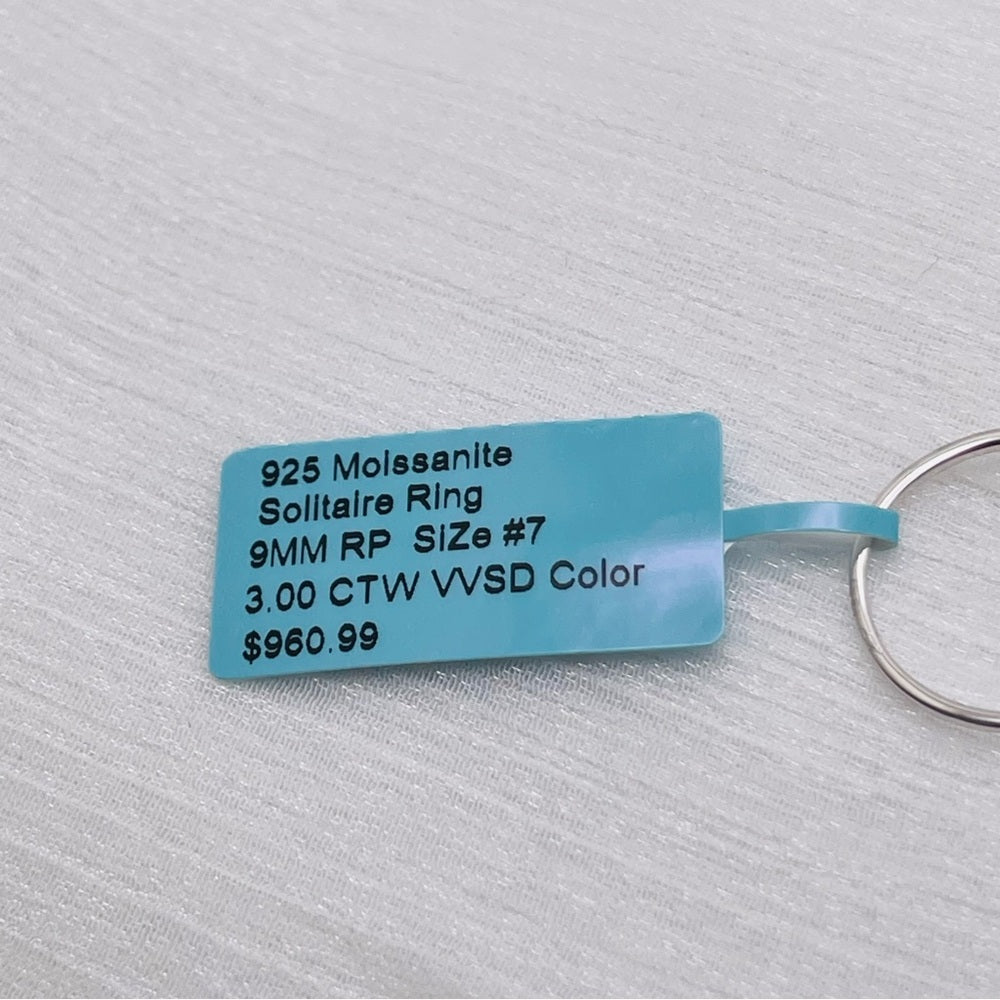 925 Moissanite
Solitaire Ring
9MM RP SiZe #7
3.00 CTW VVSD Color
$960.99